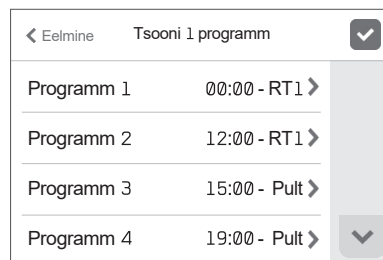 Eelmine Tsooni 1 programm
Programm 1 00:00 - RT1
Programm 2 12:00 - RT1
Programm 3 15:00 - Pult
Programm 4 19:00 - Pult